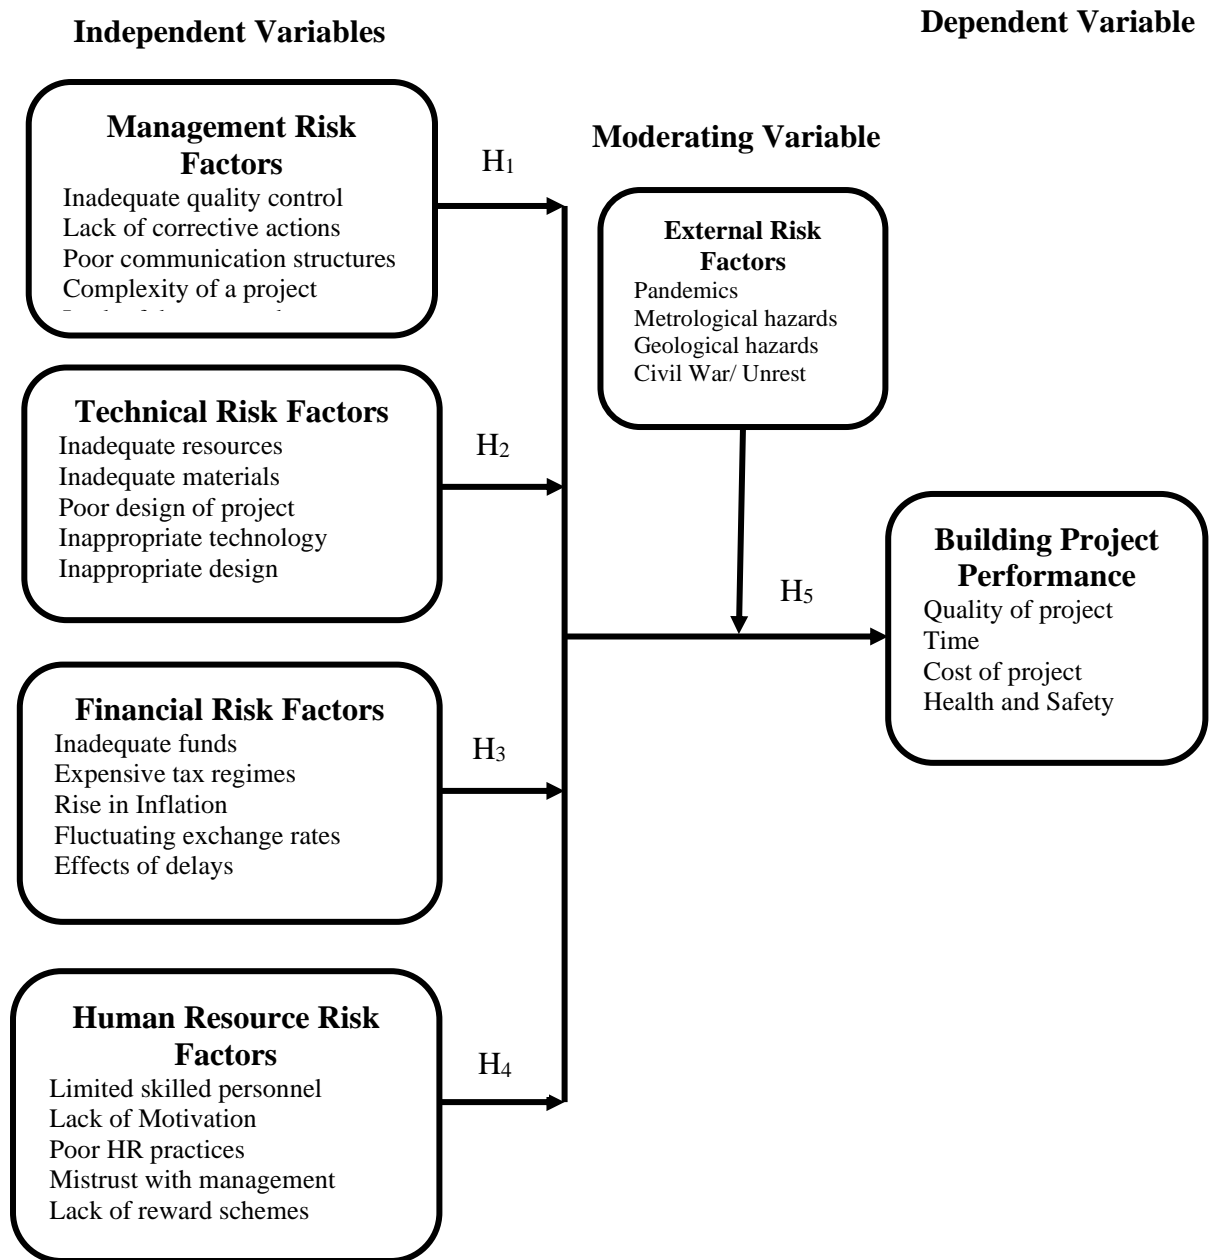 Independent Variables
Dependent Variable
Management Risk
Factors
Inadequate quality control
Lack of corrective actions
Poor communication structures
Complexity of a project
H1
Moderating Variable
External Risk
Factors
Pandemics
Metrological hazards
Geological hazards
Civil War/ Unrest
Technical Risk Factors
Inadequate resources
Inadequate materials
Poor design of project
Inappropriate technology
Inappropriate design
H2
H5
Building Project
Performance
Quality of project
Time
Cost of project
Health and Safety
Financial Risk Factors
Inadequate funds
Expensive tax regimes
Rise in Inflation
Fluctuating exchange rates
Effects of delays
H3
Human Resource Risk
Factors
Limited skilled personnel
Lack of Motivation
Poor HR practices
Mistrust with management
Lack of reward schemes
H4